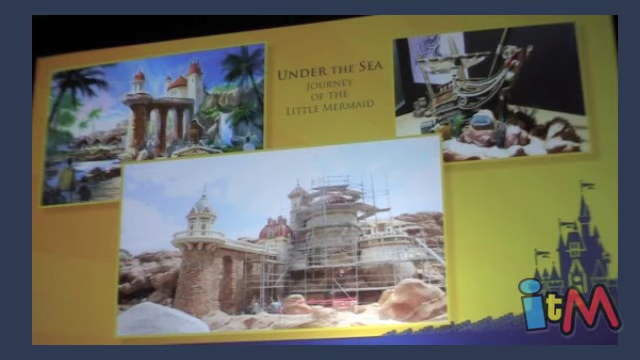 UNDER THE SEA
JOURNEY
OF THE
LITTLE MERMAID
itM